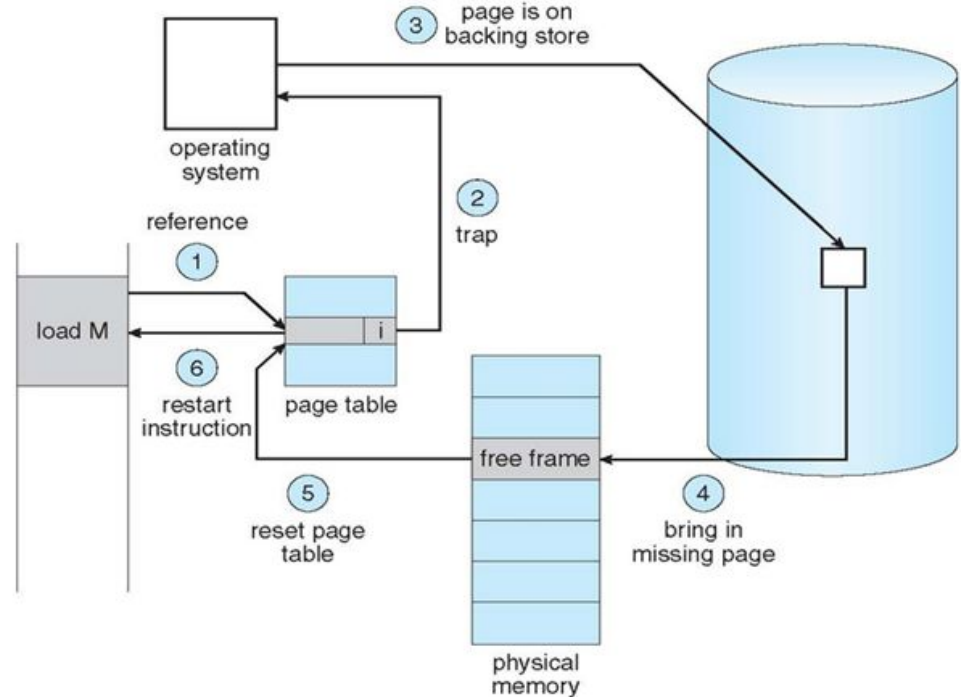 3
page is on
backing store
operating
system
2
trap
reference
1
load M
i
6
restart
instruction
page table
free frame
5
reset page
table
4
bring in
missing page
physical
memory